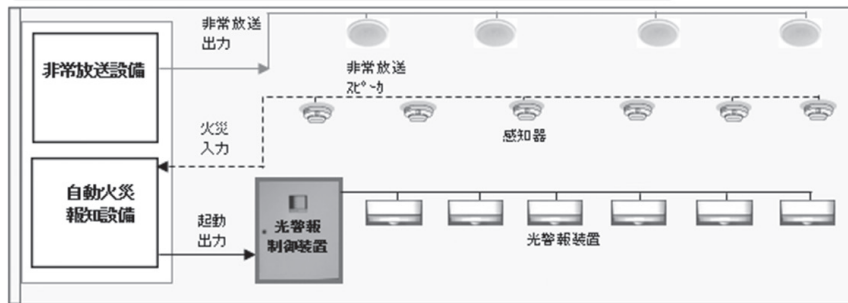 非常放送
出力
非常放送設備
非常放送
スピーカ
火災
入力
感知器
自動火災
報知設備
起動
出力
光警報
制御装置
光警報装置